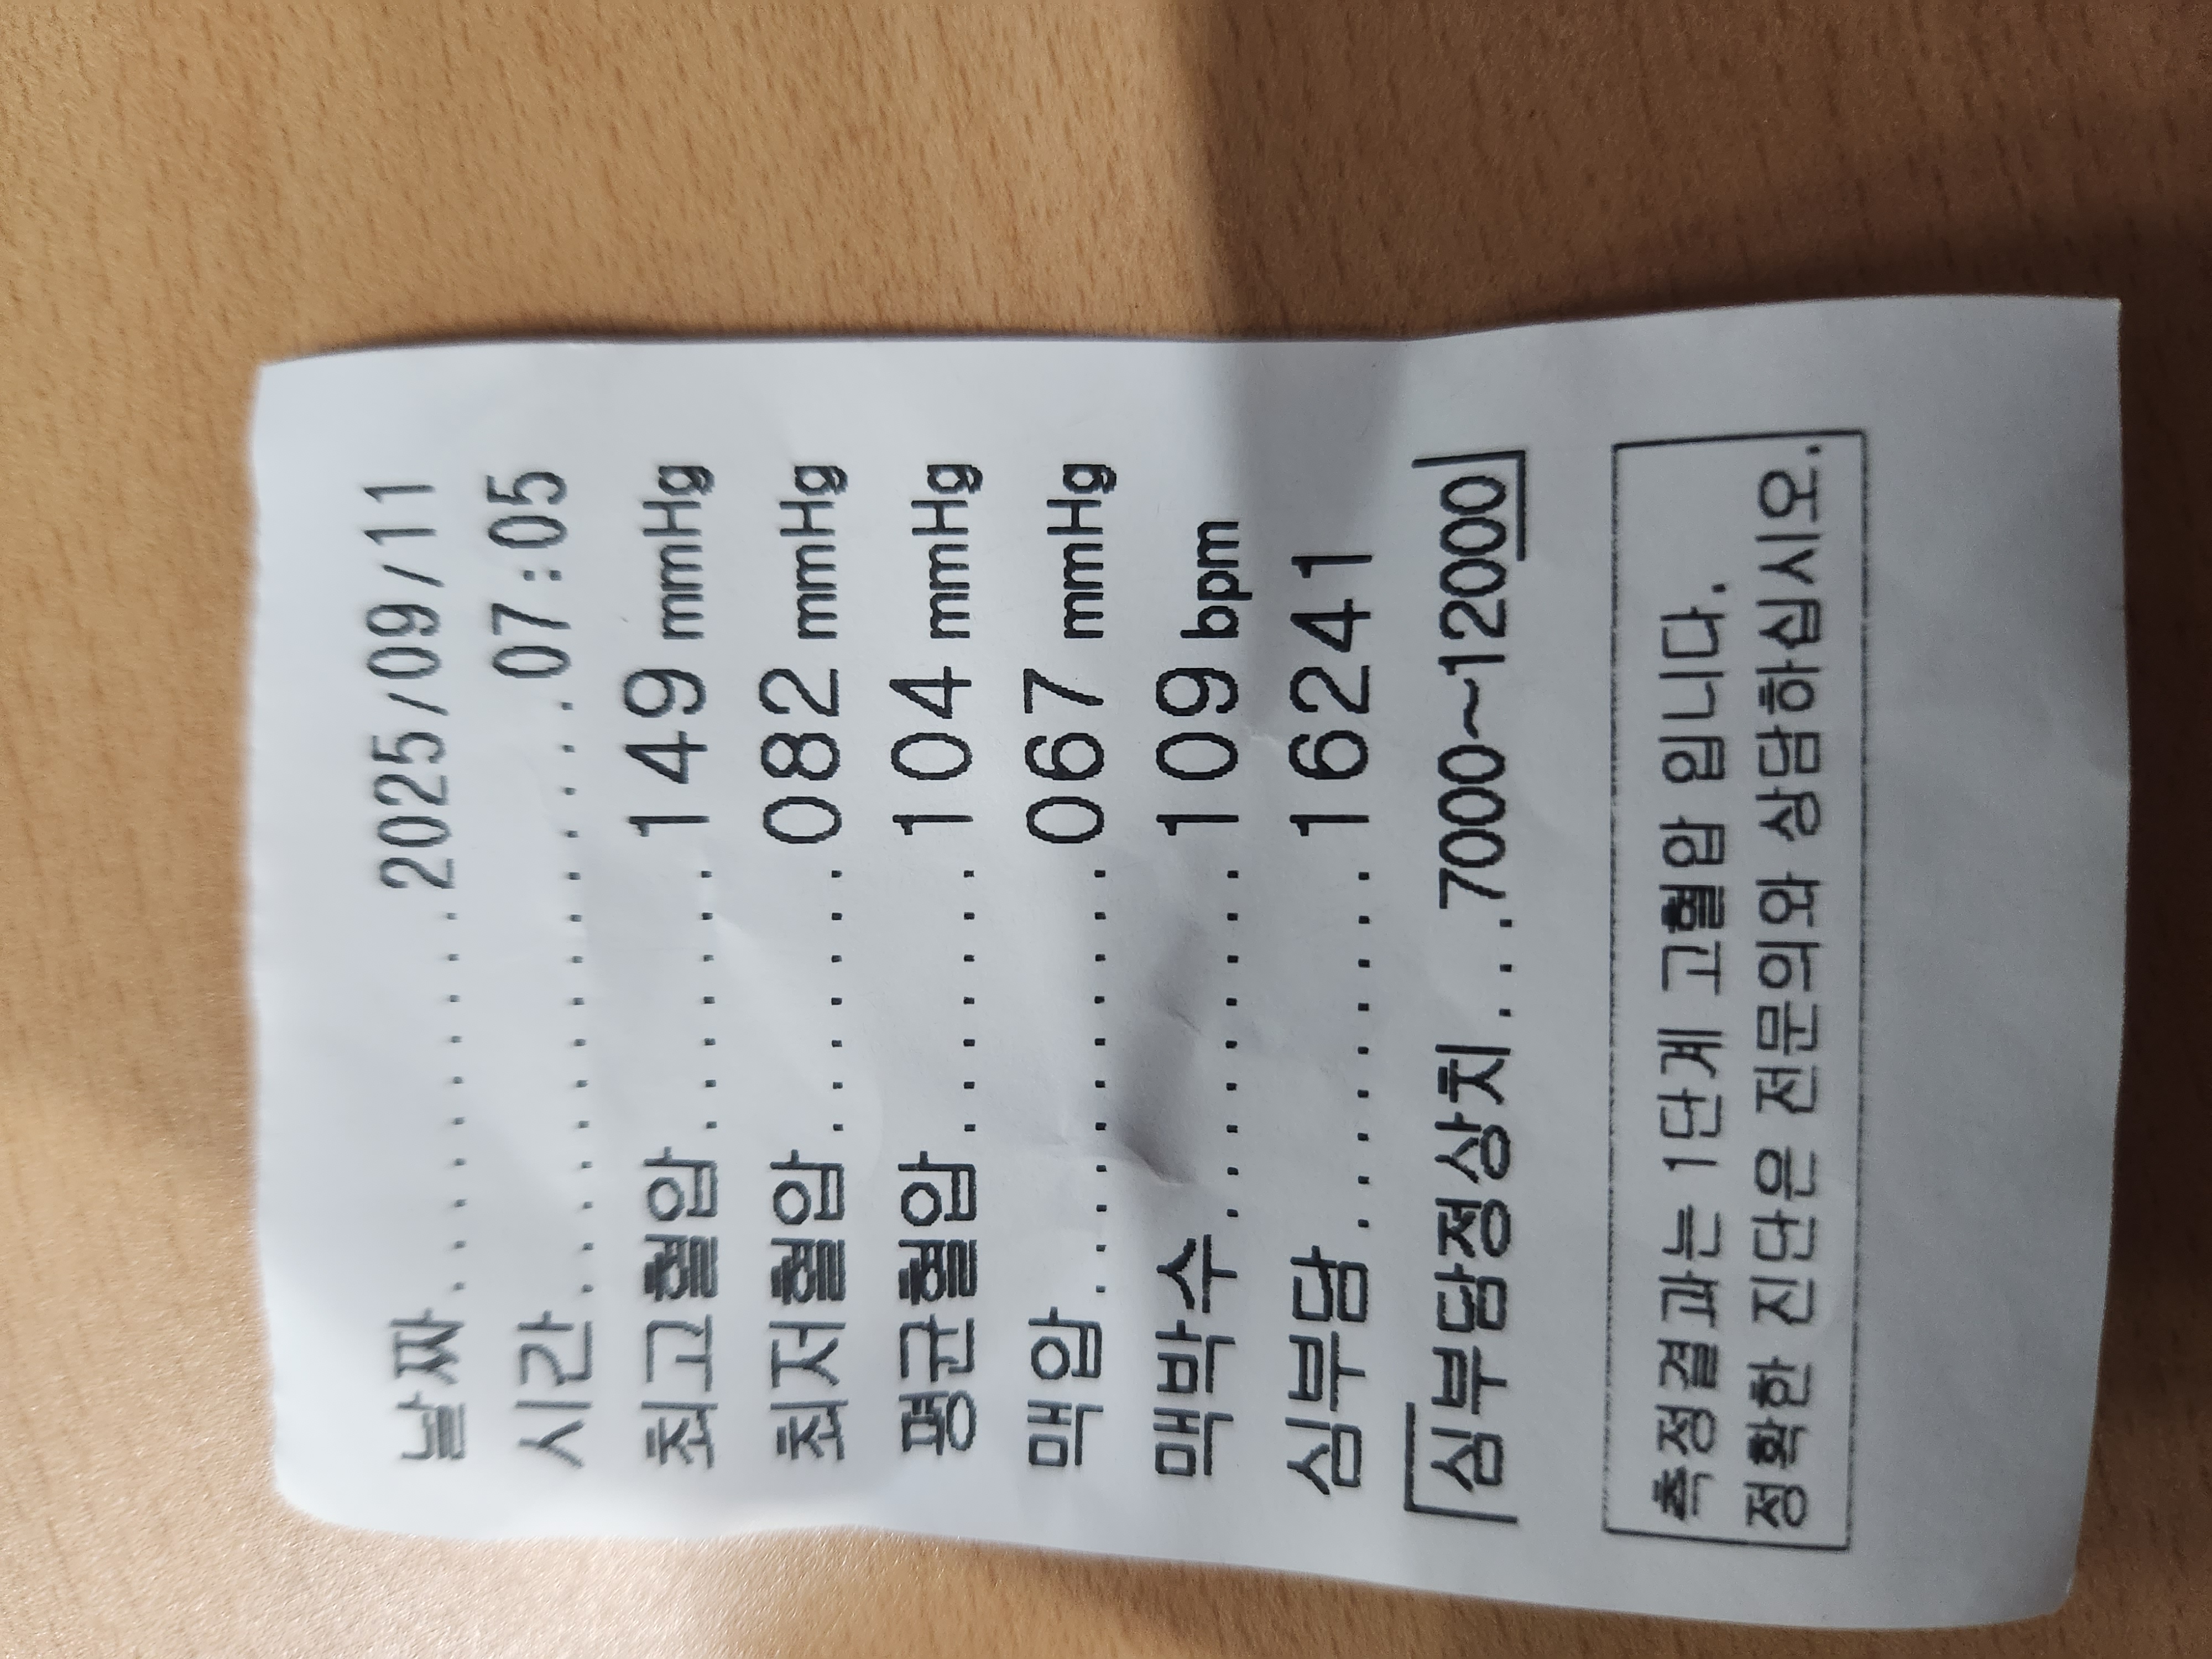 날짜..............2025/09/11
시간....................07:05
최고혈압.......149 mmHg
최저혈압.......082 mmHg
평균혈압.......104 mmHg
맥압...........067 mmHg
맥박수.........109 bpm
심부담.........16241
심부담정상치...7000~12000
측정결과는 1단계 고혈압 입니다.
정확한 진단은 전문의와 상담하십시오.